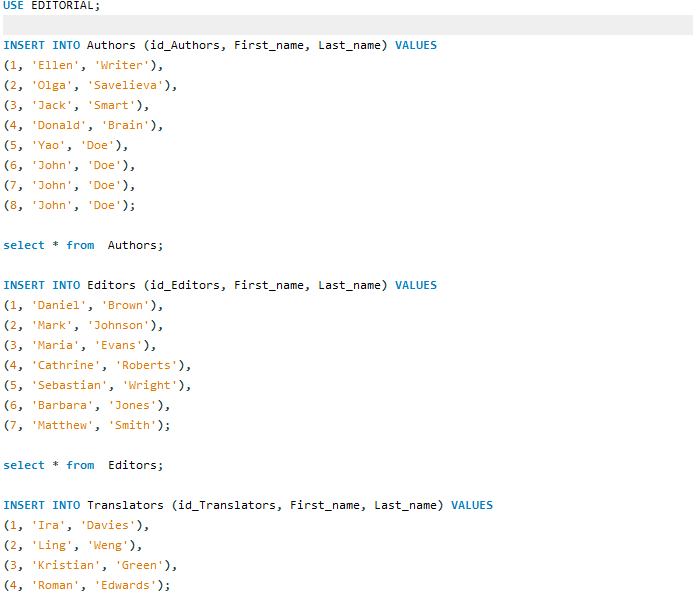 USE EDITORIAL;
INSERT INTO Authors (id_Authors, First_name, Last_name) VALUES
(1, 'Ellen', 'Writer'),
(2, 'Olga', 'Savelieva'),
(3, 'Jack', 'Smart'),
(4, 'Donald', 'Brain'),
(5, 'Yao', 'Doe'),
(6, 'John', 'Doe'),
(7, 'John', 'Doe'),
(8, 'John', 'Doe');
select * from  Authors;
INSERT INTO Editors (id_Editors, First_name, Last_name) VALUES
(1, 'Daniel', 'Brown'),
(2, 'Mark', 'Johnson'),
(3, 'Maria', 'Evans'),
(4, 'Cathrine', 'Roberts'),
(5, 'Sebastian', 'Wright'),
(6, 'Barbara', 'Jones'),
(7, 'Matthew', 'Smith');
select * from  Editors;
INSERT INTO Translators (id_Translators, First_name, Last_name) VALUES
(1, 'Ira', 'Davies'),
(2, 'Ling', 'Weng'),
(3, 'Kristian', 'Green'),
(4, 'Roman', 'Edwards');